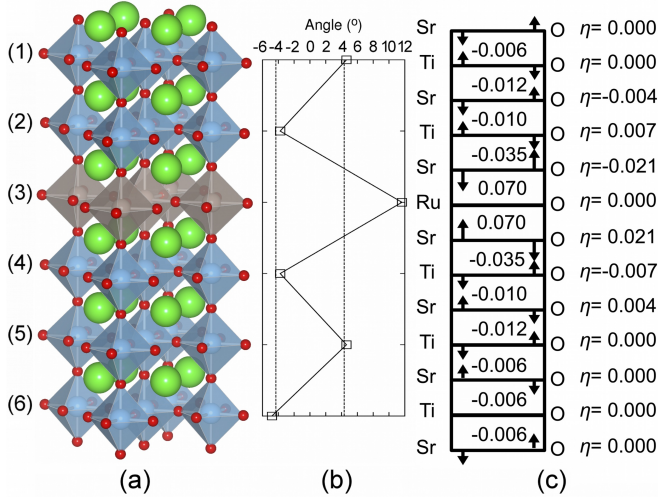 (1)
(2)
(3)
(4)
(5)
(6)
(a)
Angle (º)
-6 -4 0 4 8 12
(b)
Sr O η= 0.000
-0.006
Ti O η= 0.000
-0.012
Sr O η=-0.004
-0.010
Ti O η= 0.007
-0.035
Sr O η=-0.021
0.070
Ru O η= 0.000
0.070
Sr O η= 0.021
-0.035
Ti O η=-0.007
-0.010
Sr O η= 0.004
-0.012
Ti O η= 0.000
-0.006
Sr O η= 0.000
-0.006
Ti O η= 0.000
-0.006
Sr O η= 0.000
(c)